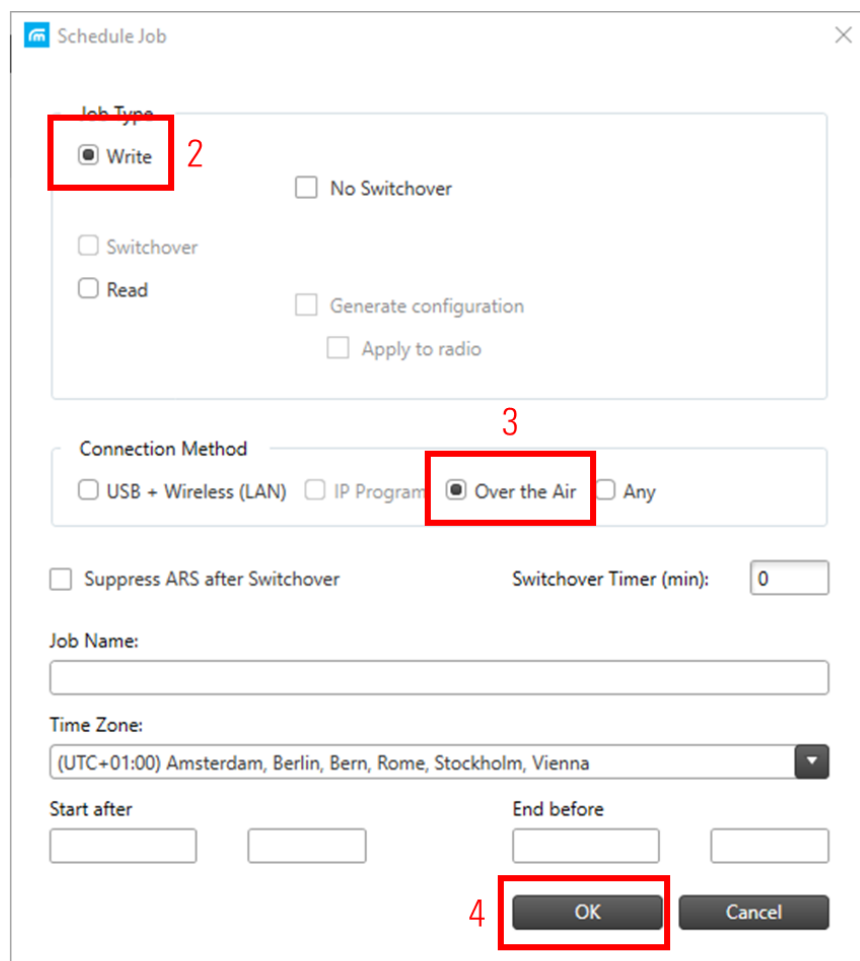 Schedule Job
Job Type
Write
2
No Switchover
Switchover
Read
Generate configuration
Apply to radio
3
Connection Method
USB + Wireless (LAN) IP Program Over the Air Any
Suppress ARS after Switchover Switchover Timer (min): 0
Job Name:
Time Zone:
(UTC+01:00) Amsterdam, Berlin, Bern, Rome, Stockholm, Vienna
Start after End before
4 OK Cancel